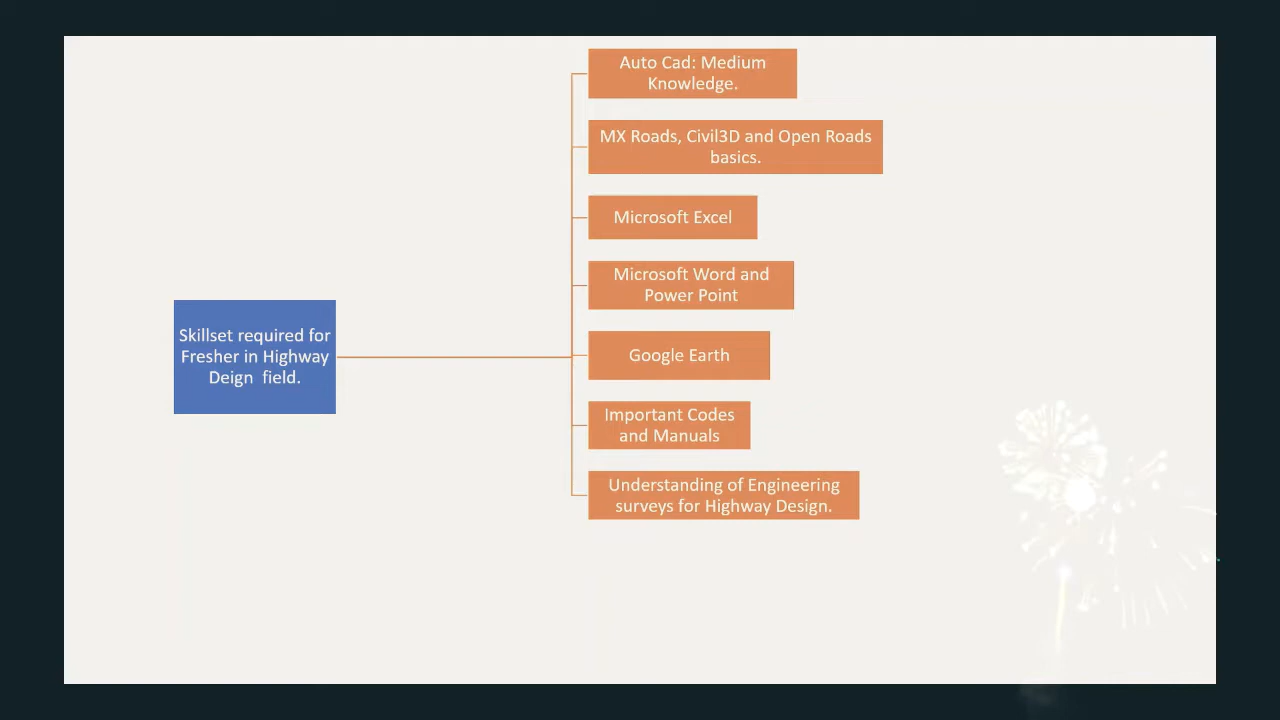 Auto Cad: Medium
Knowledge.
MX Roads, Civil3D and Open Roads
basics.
Microsoft Excel
Microsoft Word and
Power Point
Skillset required for
Fresher in Highway
Deign field.
Google Earth
Important Codes
and Manuals
Understanding of Engineering
surveys for Highway Design.